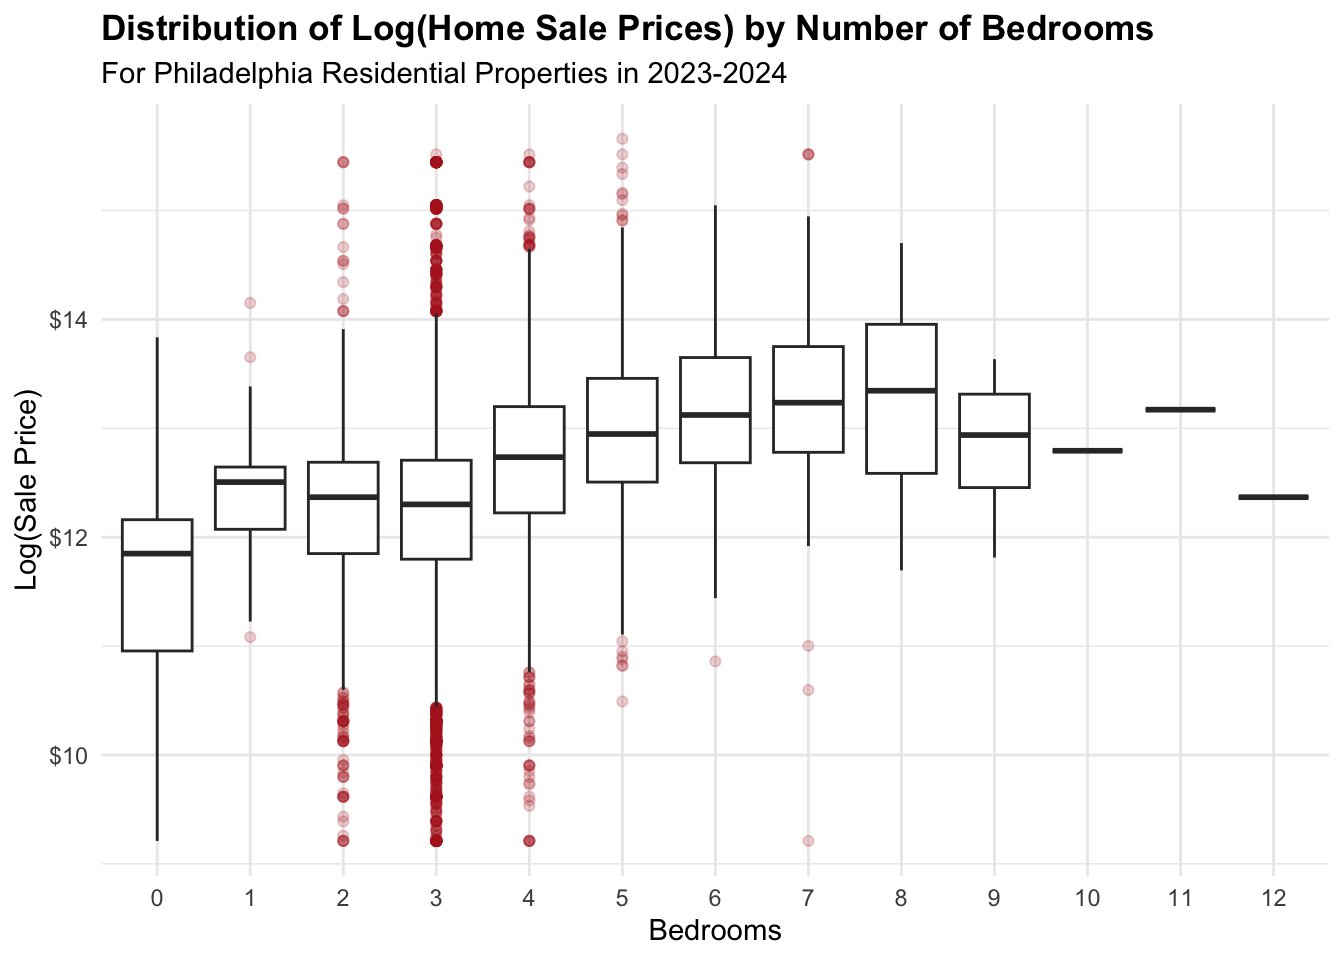 Distribution of Log(Home Sale Prices) by Number of Bedrooms
For Philadelphia Residential Properties in 2023-2024
Log(Sale Price)
$14
$12
$10
0 1 2 3 4 5 6 7 8 9 10 11 12
Bedrooms